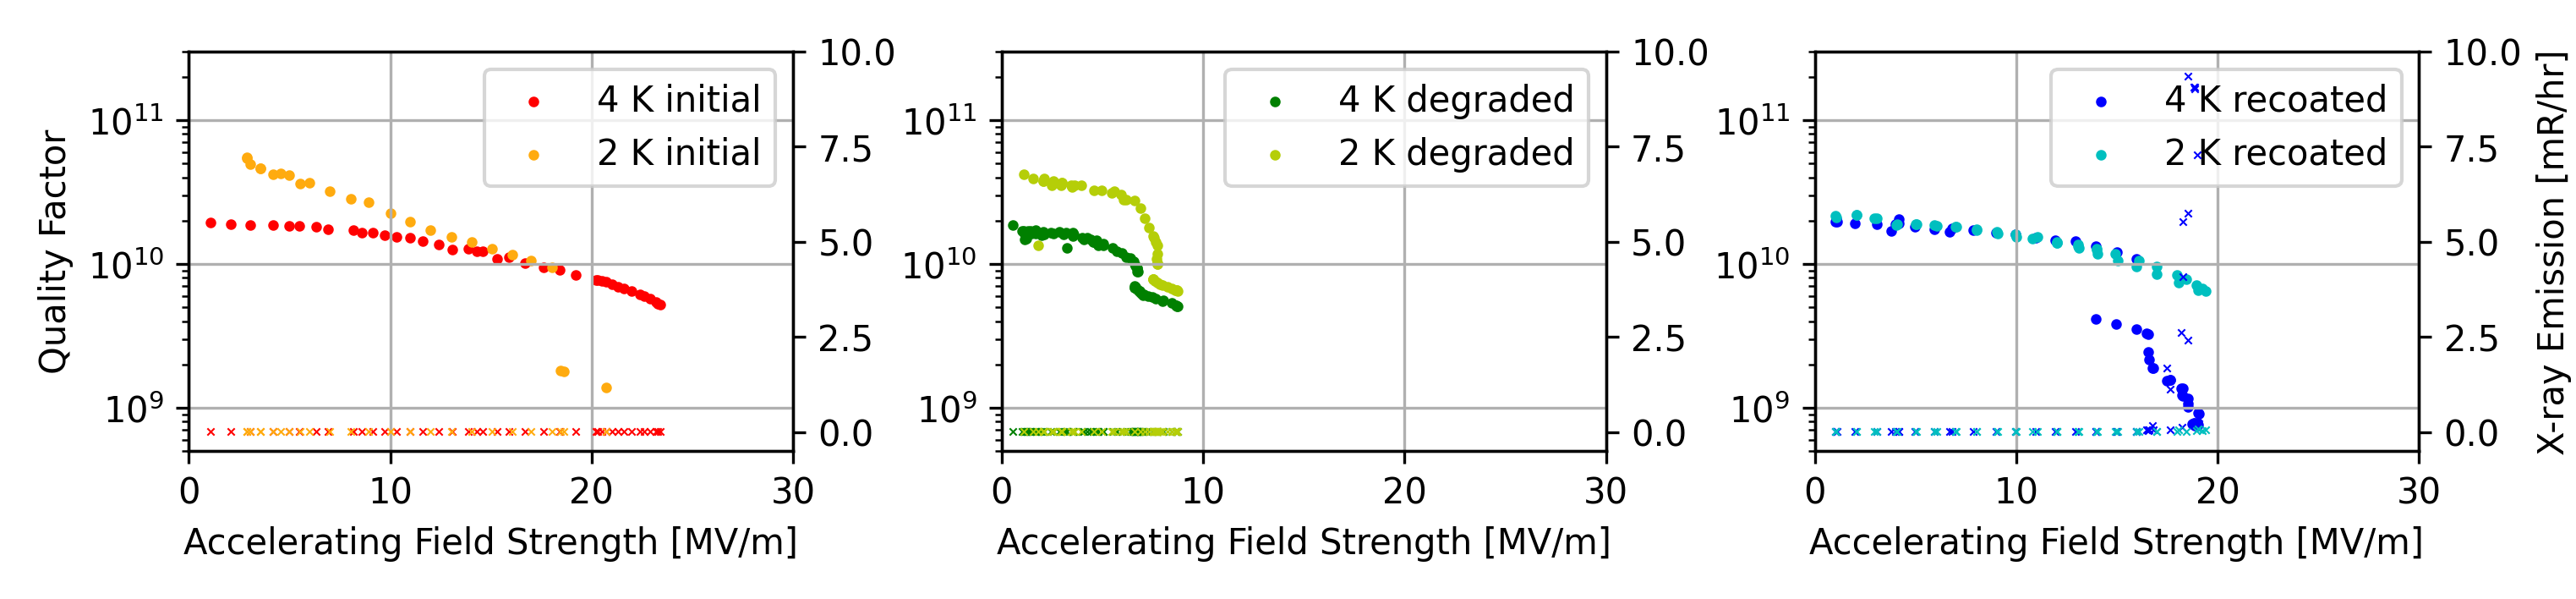 Quality Factor
10^11
10^10
10^9
0 10 20 30
Accelerating Field Strength [MV/m]
4 K initial
2 K initial
10.0
7.5
5.0
2.5
0.0
10^11
10^10
10^9
0 10 20 30
Accelerating Field Strength [MV/m]
4 K degraded
2 K degraded
10.0
7.5
5.0
2.5
0.0
10^11
10^10
10^9
0 10 20 30
Accelerating Field Strength [MV/m]
4 K recoated
2 K recoated
10.0
7.5
5.0
2.5
0.0
X-ray Emission [mR/hr]